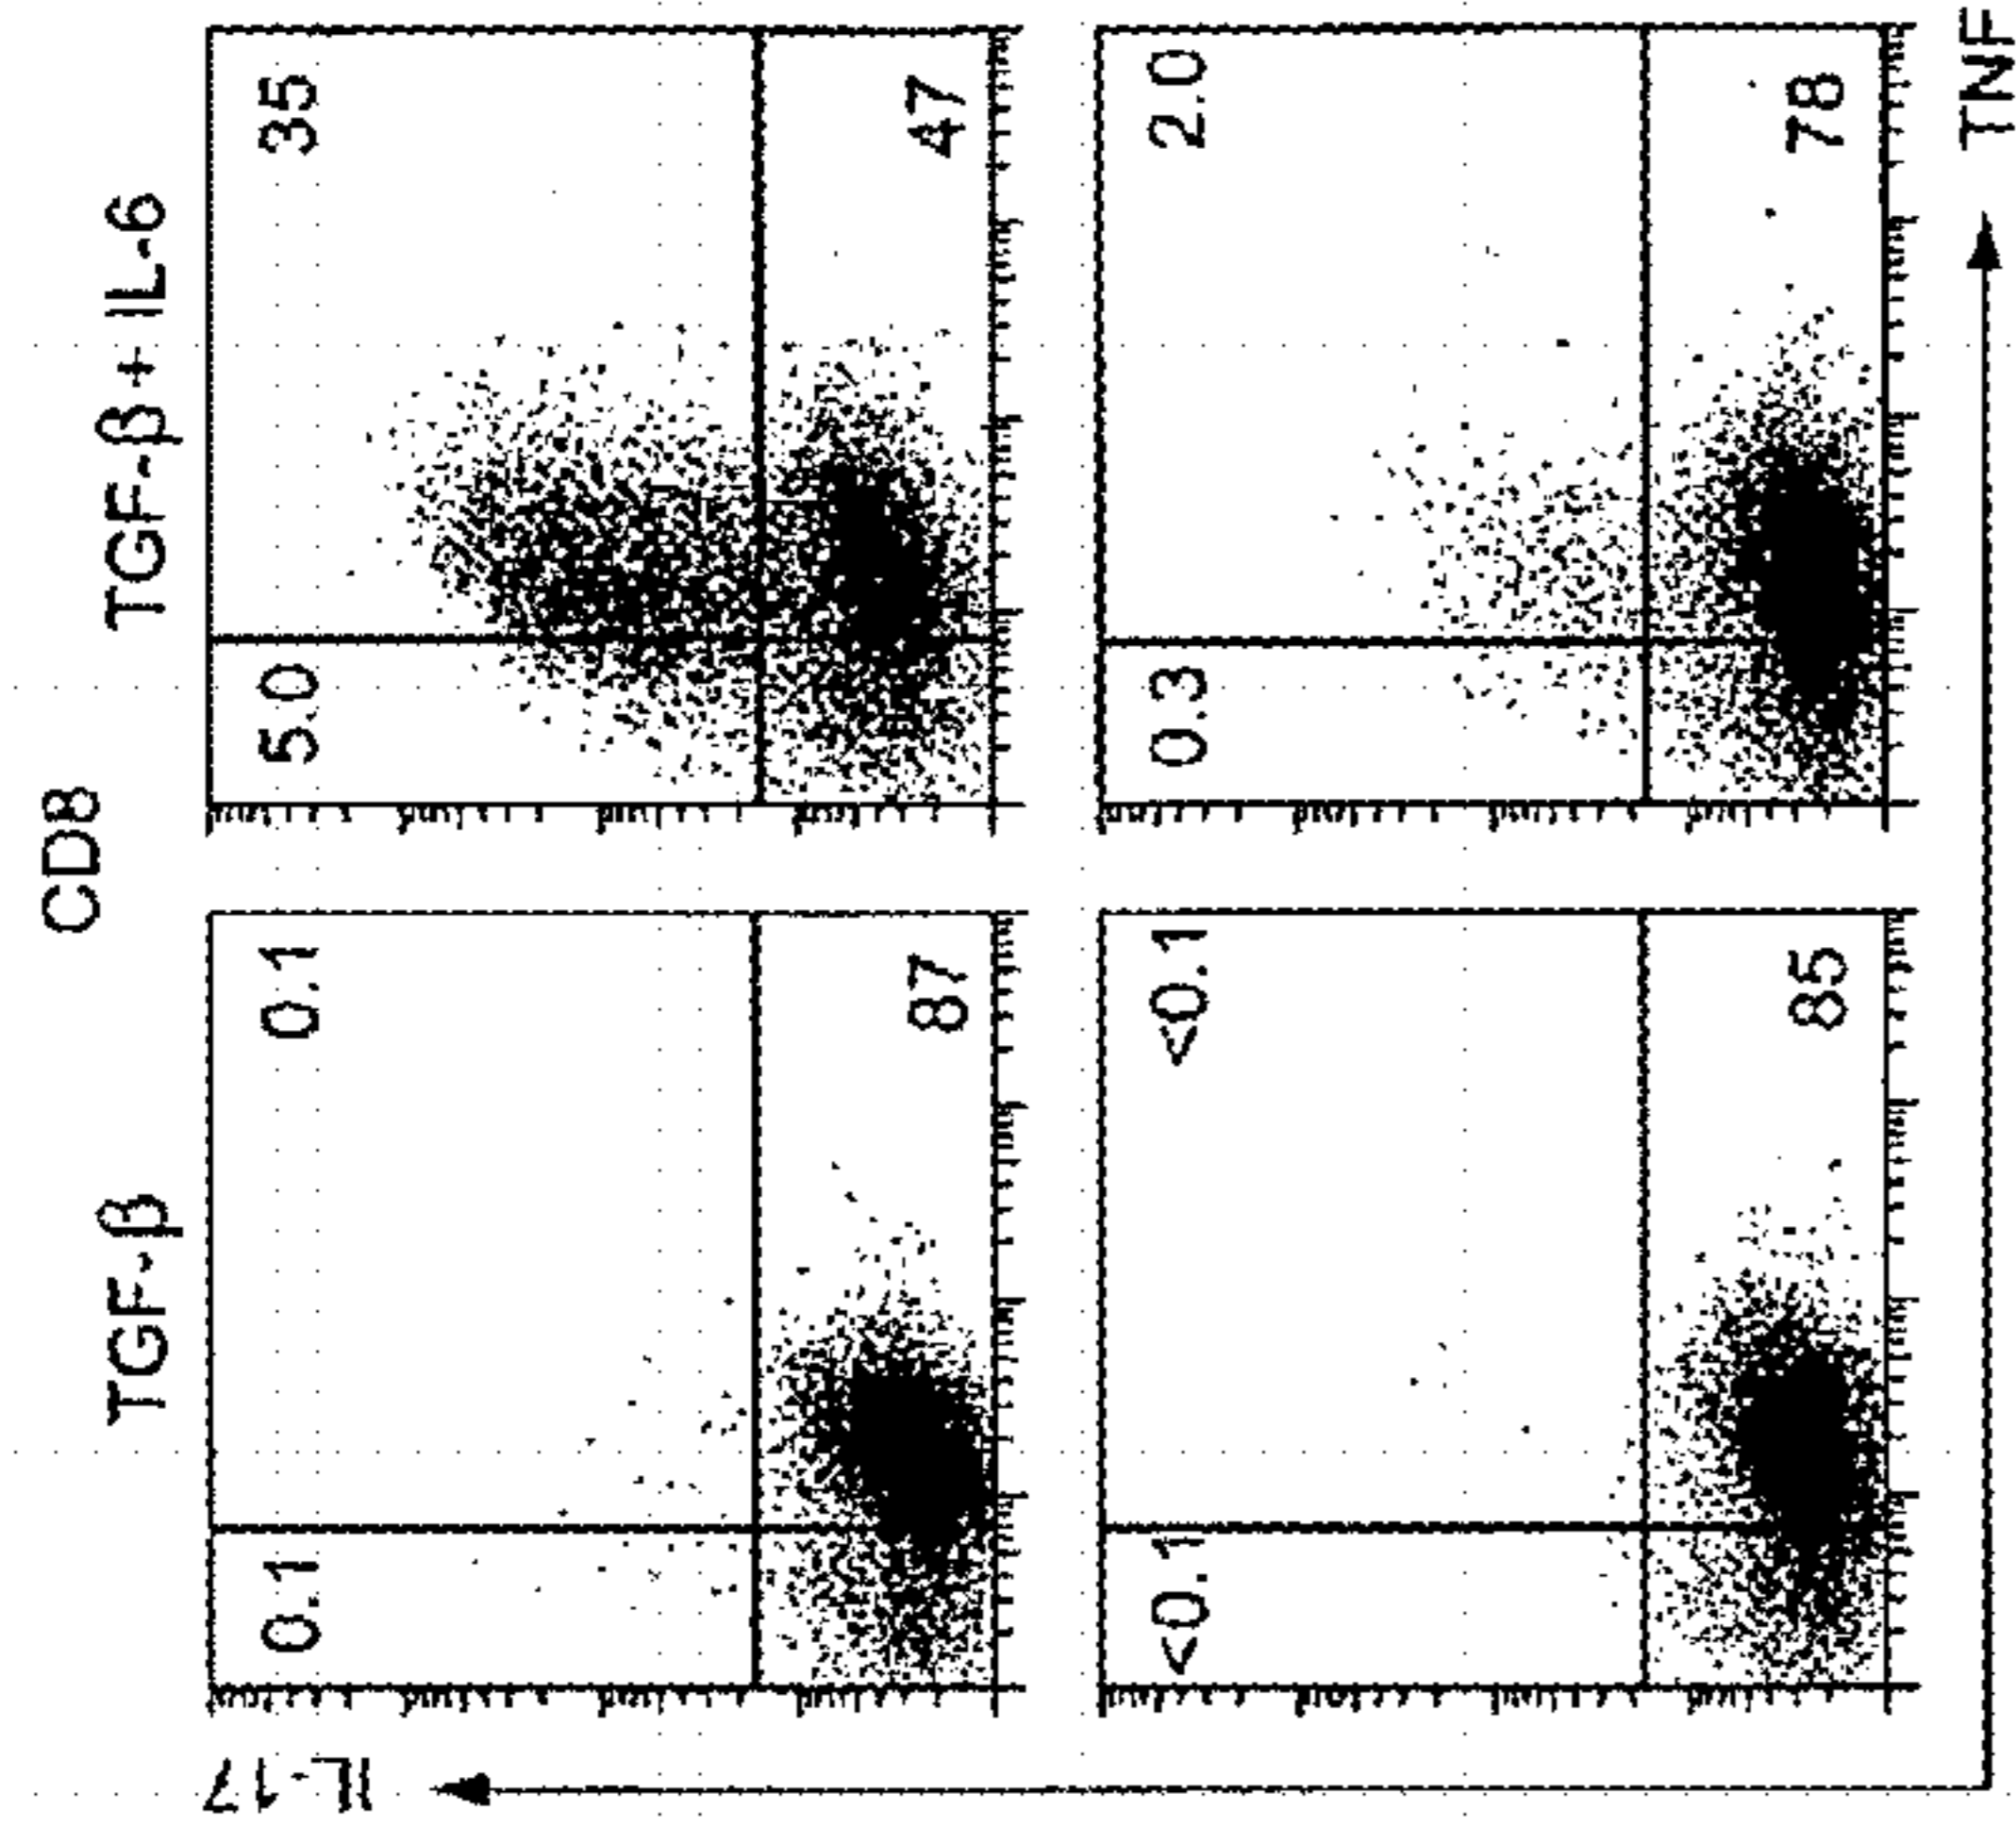 CD8
TGF-β TGF-β + IL-6
IL-17
0.1 0.1 5.0 35
87 47
<0.1 <0.1 0.3 2.0
85 78
TNF